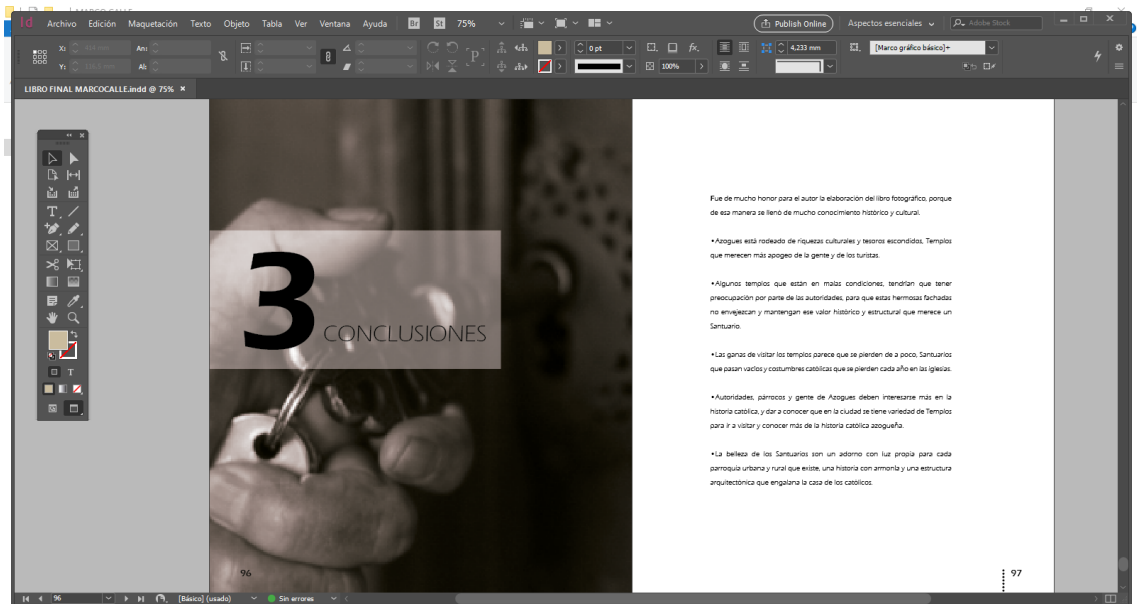 MARCO CALLE
Id Archivo Edición Maquetación Texto Objeto Tabla Ver Ventana Ayuda Br St 75% Publish Online Aspectos esenciales Adobe Stock
X: An: 0 pt 4,233 mm [Marco gráfico básico]+
Y: Al: 100%
LIBRO FINAL MARCOCALLE.indd @ 75%
3 CONCLUSIONES
96
Fue de mucho honor para el autor la elaboración del libro fotográfico, porque
de esa manera se llenó de mucho conocimiento histórico y cultural.
•Azogues está rodeado de riquezas culturales y tesoros escondidos, Templos
que merecen más apogeo de la gente y de los turistas.
•Algunos templos que están en malas condiciones, tendrían que tener
preocupación por parte de las autoridades, para que estas hermosas fachadas
no envejezcan y mantengan ese valor histórico y estructural que merece un
Santuario.
•Las ganas de visitar los templos parece que se pierden de a poco, Santuarios
que pasan vacíos y costumbres católicas que se pierden cada año en las iglesias.
•Autoridades, párrocos y gente de Azogues deben interesarse más en la
historia católica, y dar a conocer que en la ciudad se tiene variedad de Templos
para ir a visitar y conocer más de la historia católica azogueña.
•La belleza de los Santuarios son un adorno con luz propia para cada
parroquia urbana y rural que existe, una historia con armonía y una estructura
arquitectónica que engalana la casa de los católicos.
97
96 [Básico] (usado) Sin errores